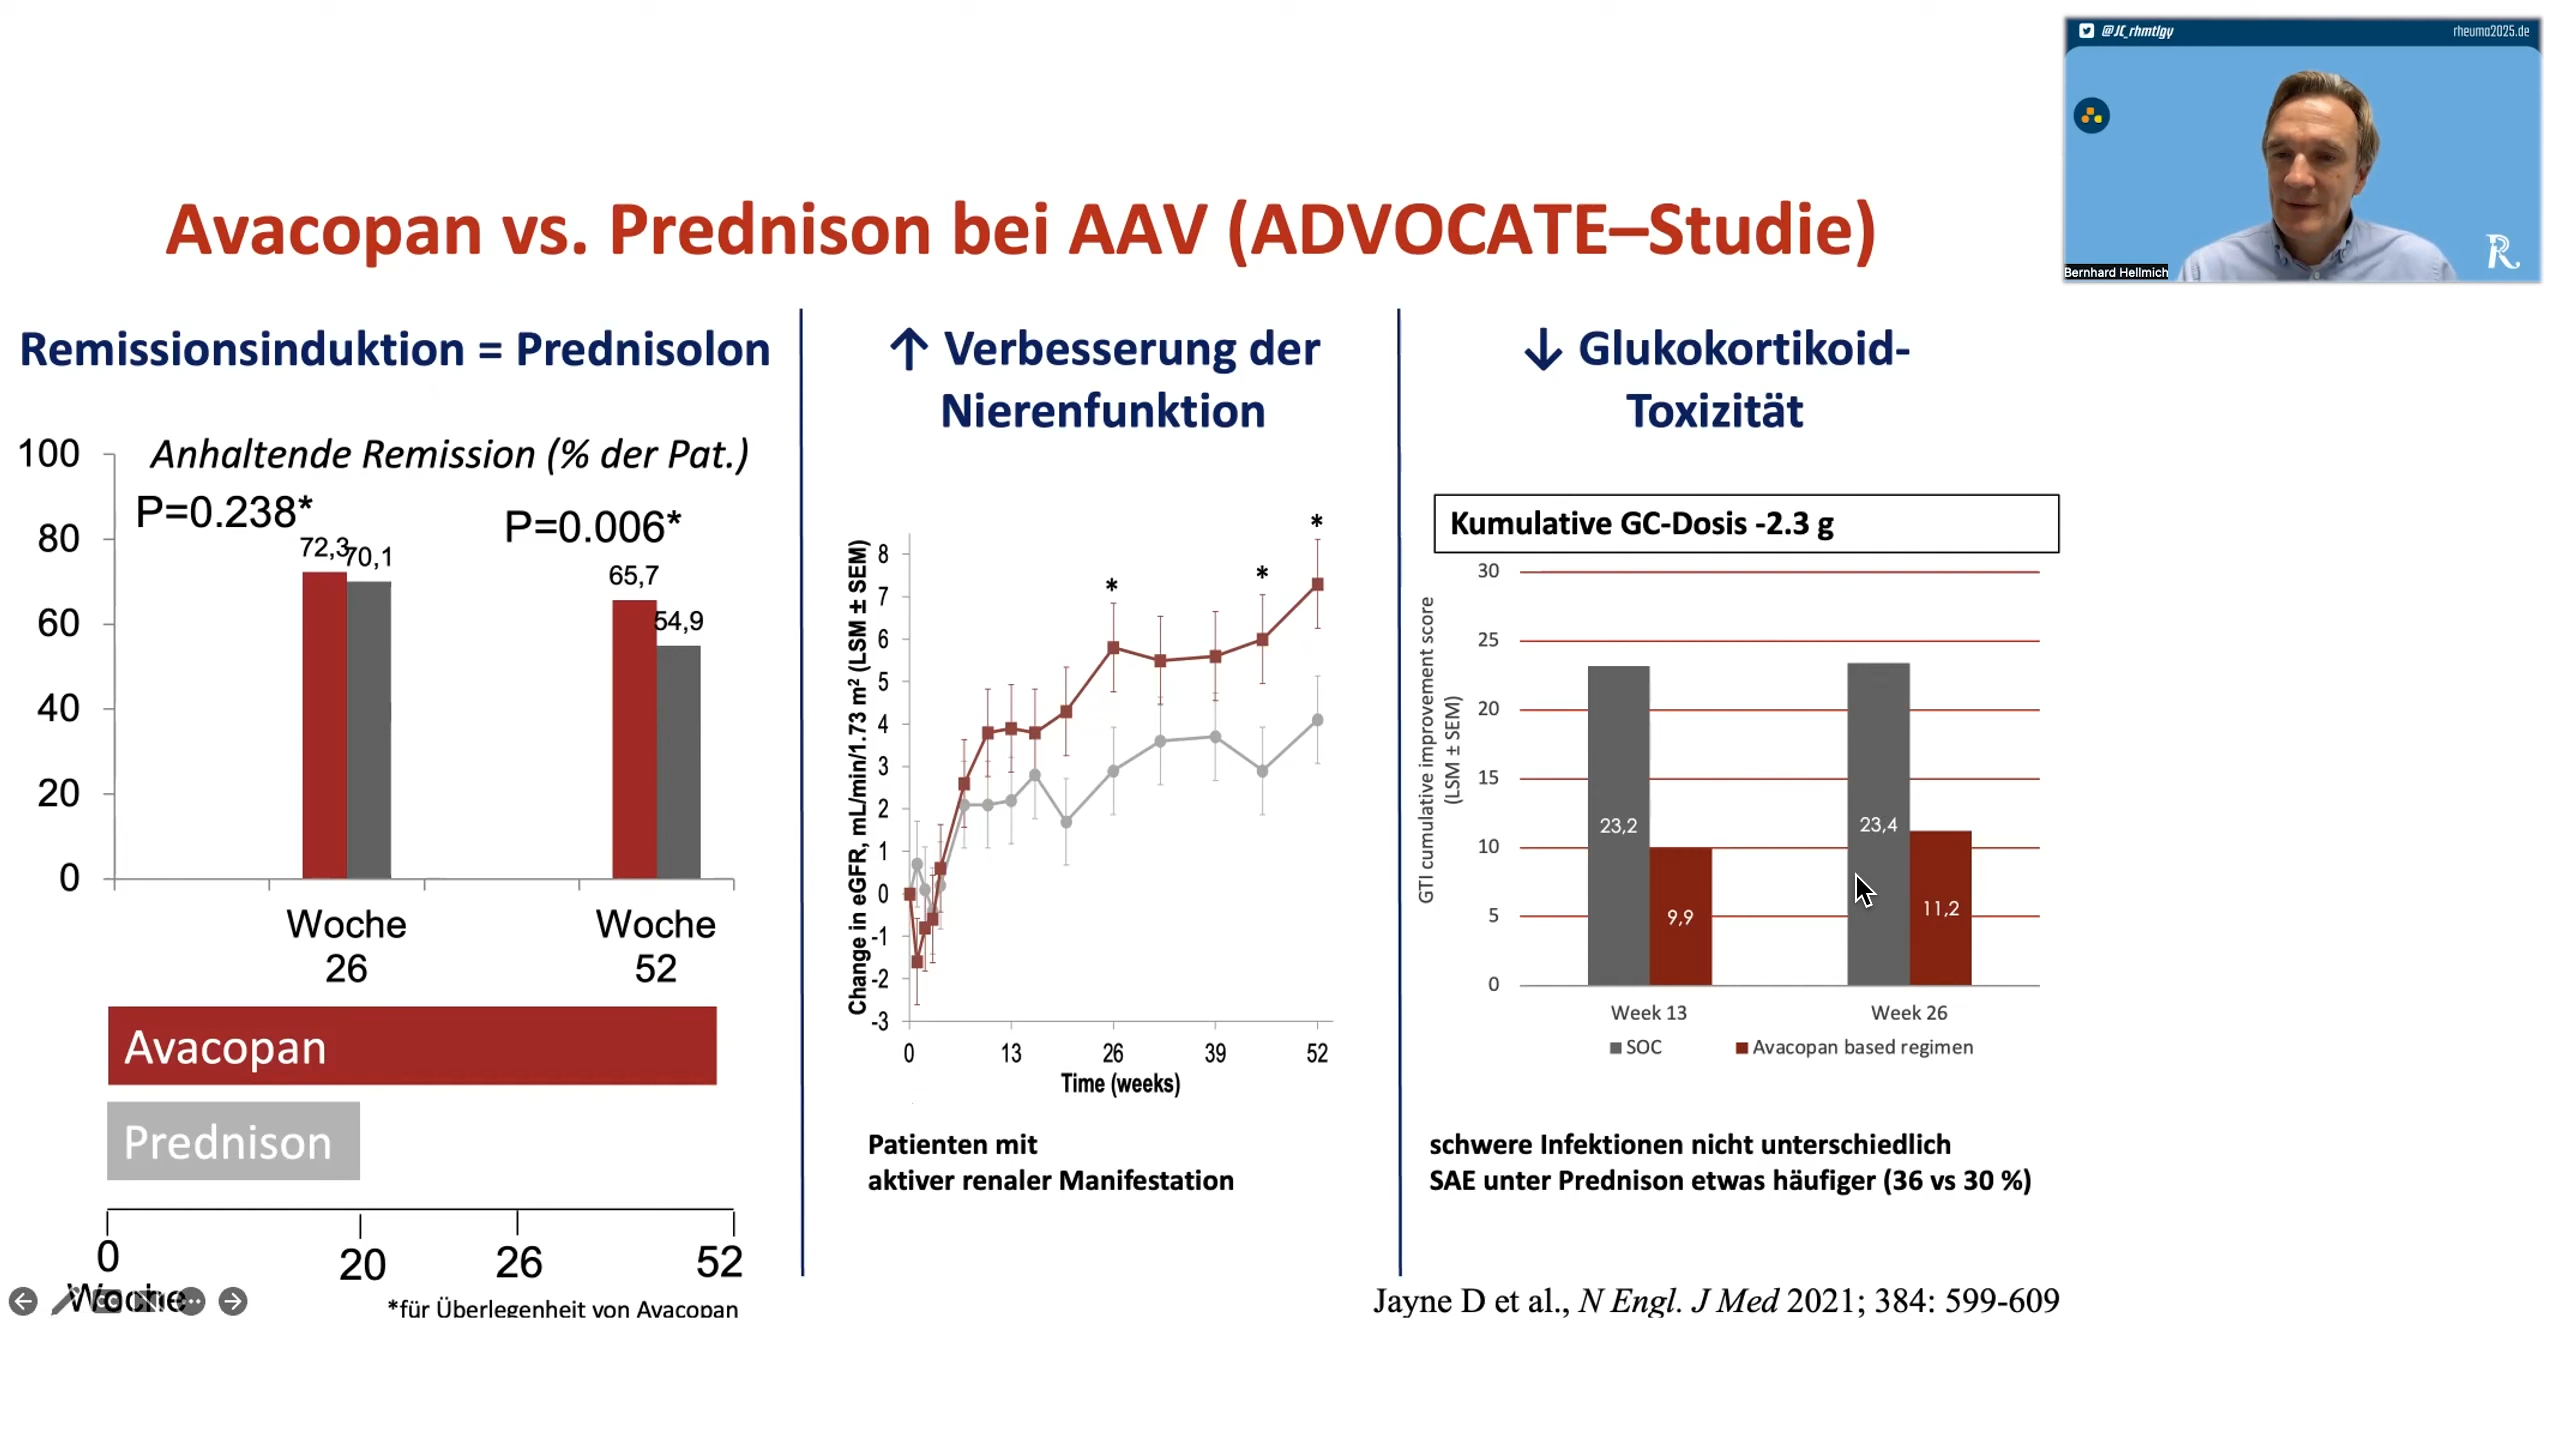 @JC_rhmtlgy
rheuma2025.de
Bernhard Hellmich
R
Avacopan vs. Prednison bei AAV (ADVOCATE–Studie)
Remissionsinduktion = Prednisolon
Anhaltende Remission (% der Pat.)
P=0.238*
P=0.006*
100
80
60
40
20
0
72,3
70,1
65,7
54,9
Woche
26
Woche
52
Avacopan
Prednison
0
20
26
52
Woche
*für Überlegenheit von Avacopan
↑ Verbesserung der
Nierenfunktion
Change in eGFR, mL/min/1.73 m² (LSM ± SEM)
8
7
6
5
4
3
2
1
0
-1
-2
-3
*
*
*
0
13
26
39
52
Time (weeks)
Patienten mit
aktiver renaler Manifestation
↓ Glukokortikoid-
Toxizität
Kumulative GC-Dosis -2.3 g
GTI cumulative improvement score
(LSM ± SEM)
30
25
20
15
10
5
0
23,2
9,9
23,4
11,2
Week 13
Week 26
SOC
Avacopan based regimen
schwere Infektionen nicht unterschiedlich
SAE unter Prednison etwas häufiger (36 vs 30 %)
Jayne D et al., N Engl. J Med 2021; 384: 599-609